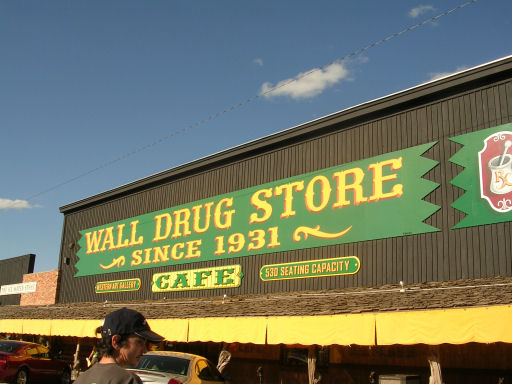 WALL DRUG STORE
SINCE 1931
WESTERN ART GALLERY
CAFE
530 SEATING CAPACITY